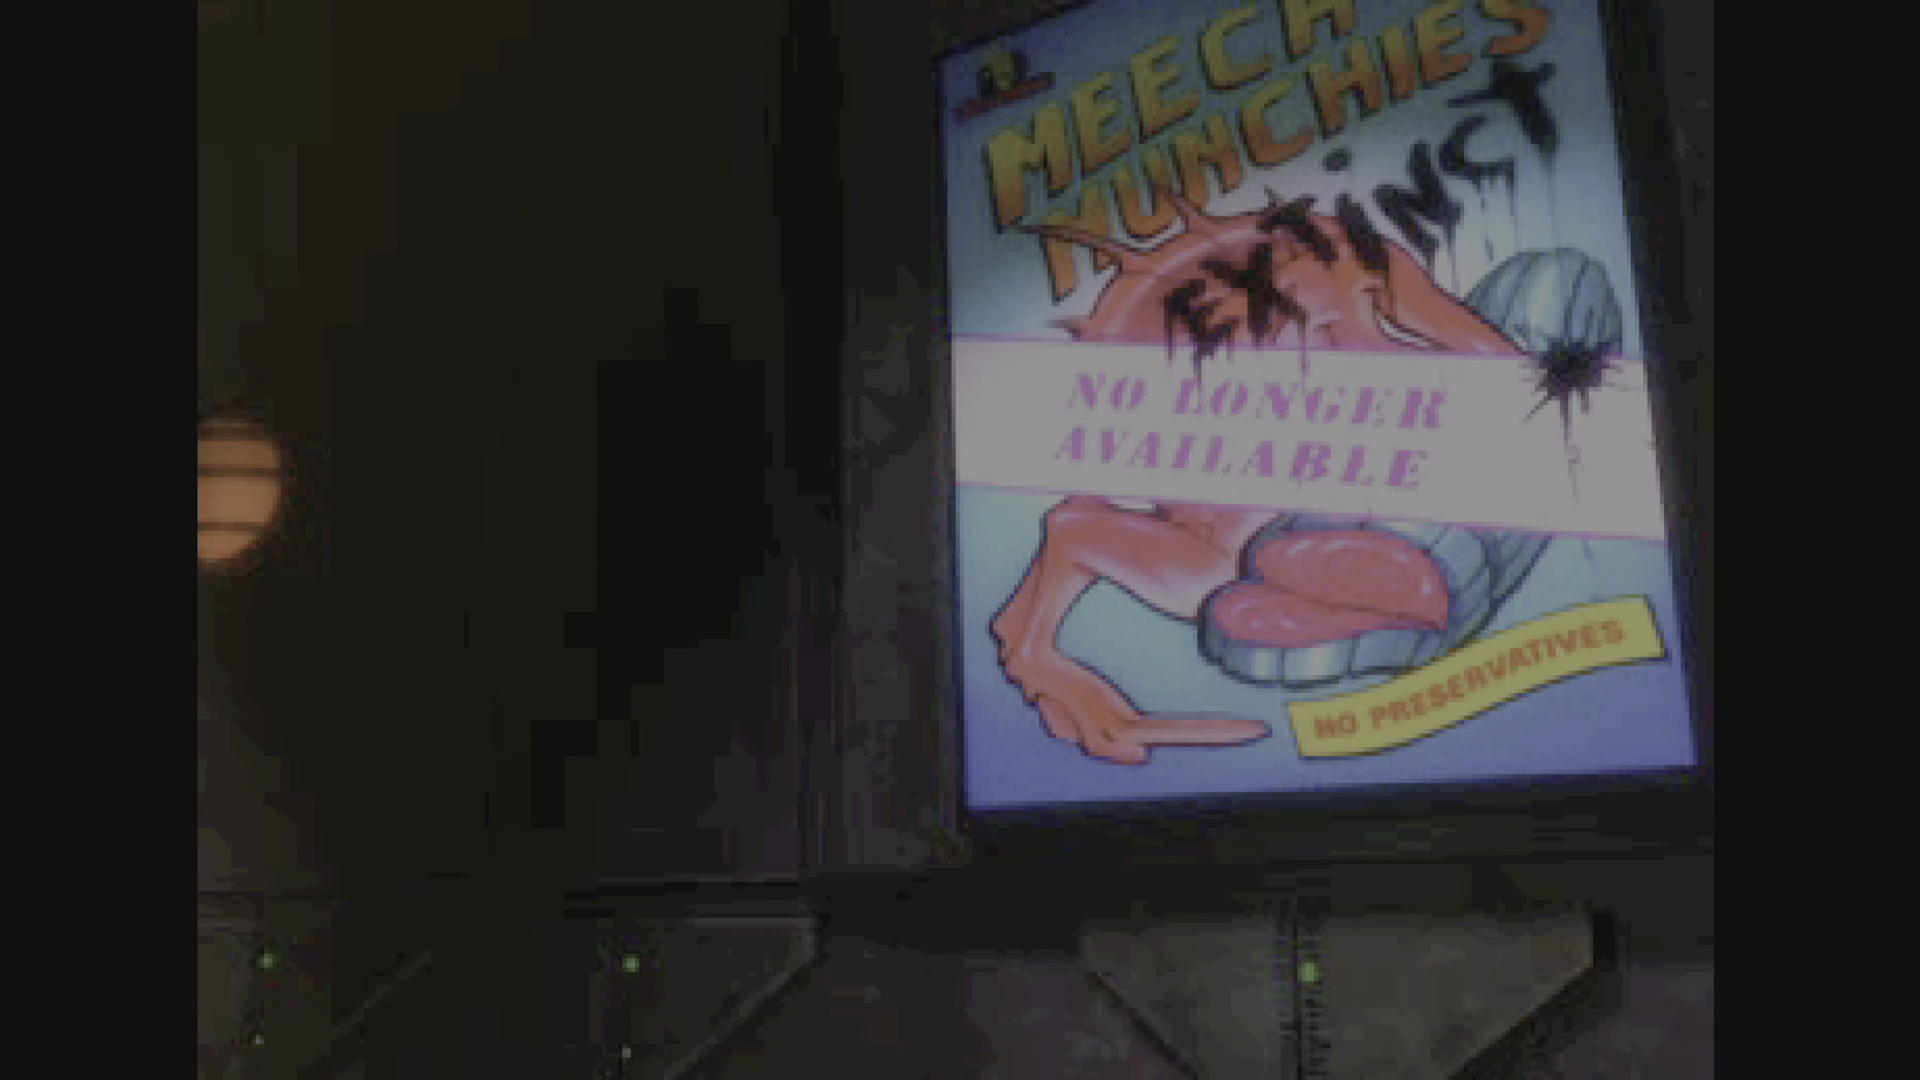 MEECH
MUNCHIES
EXTINCT
NO LONGER
AVAILABLE
NO PRESERVATIVES